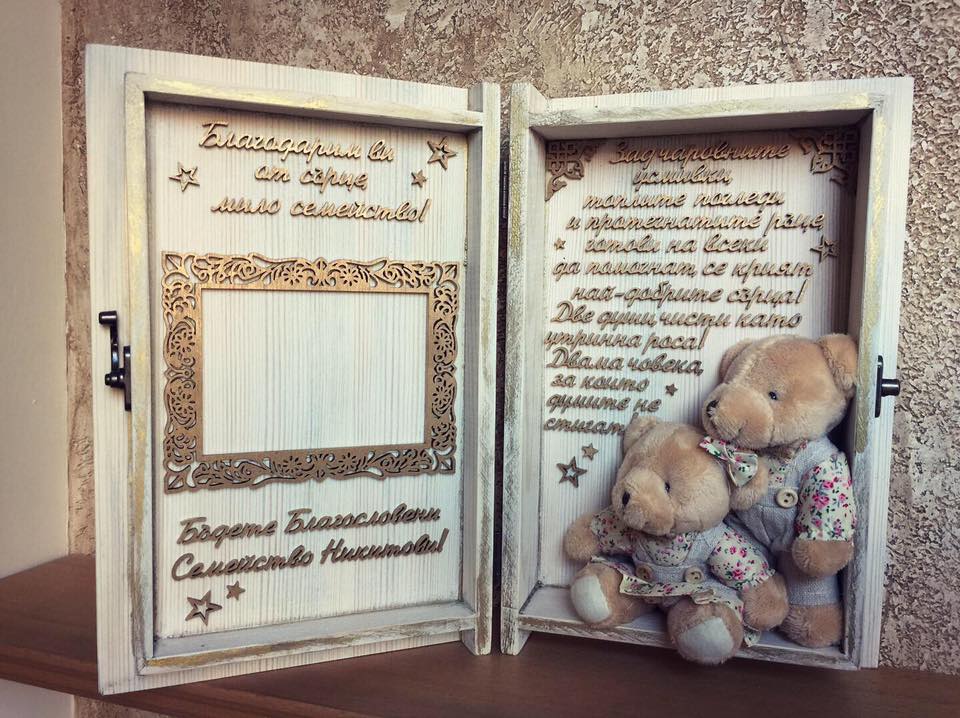 Благодарим ви
от сърце,
мило семейство!
Бъдете Благословени
Семейство Никитови!
Зад чаровните
усмивки,
топлите погледи
и протегнатите ръце,
готови на всеки
да помогнат, се крият
най-добрите сърца!
Две души, чисти като
утринна роса!
Двама човека,
за които
думите не
стигат!